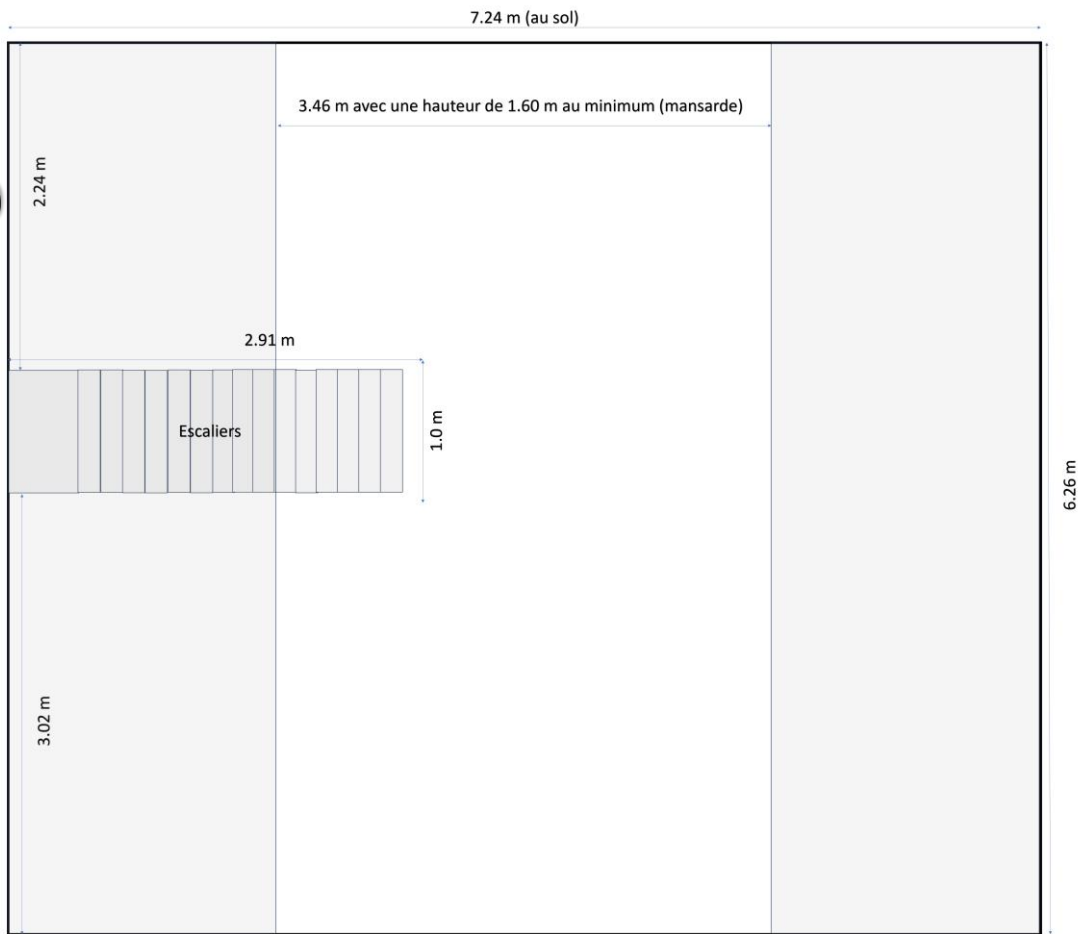 7.24 m (au sol)
3.46 m avec une hauteur de 1.60 m au minimum (mansarde)
2.24 m
2.91 m
Escaliers
1.0 m
6.26 m
3.02 m